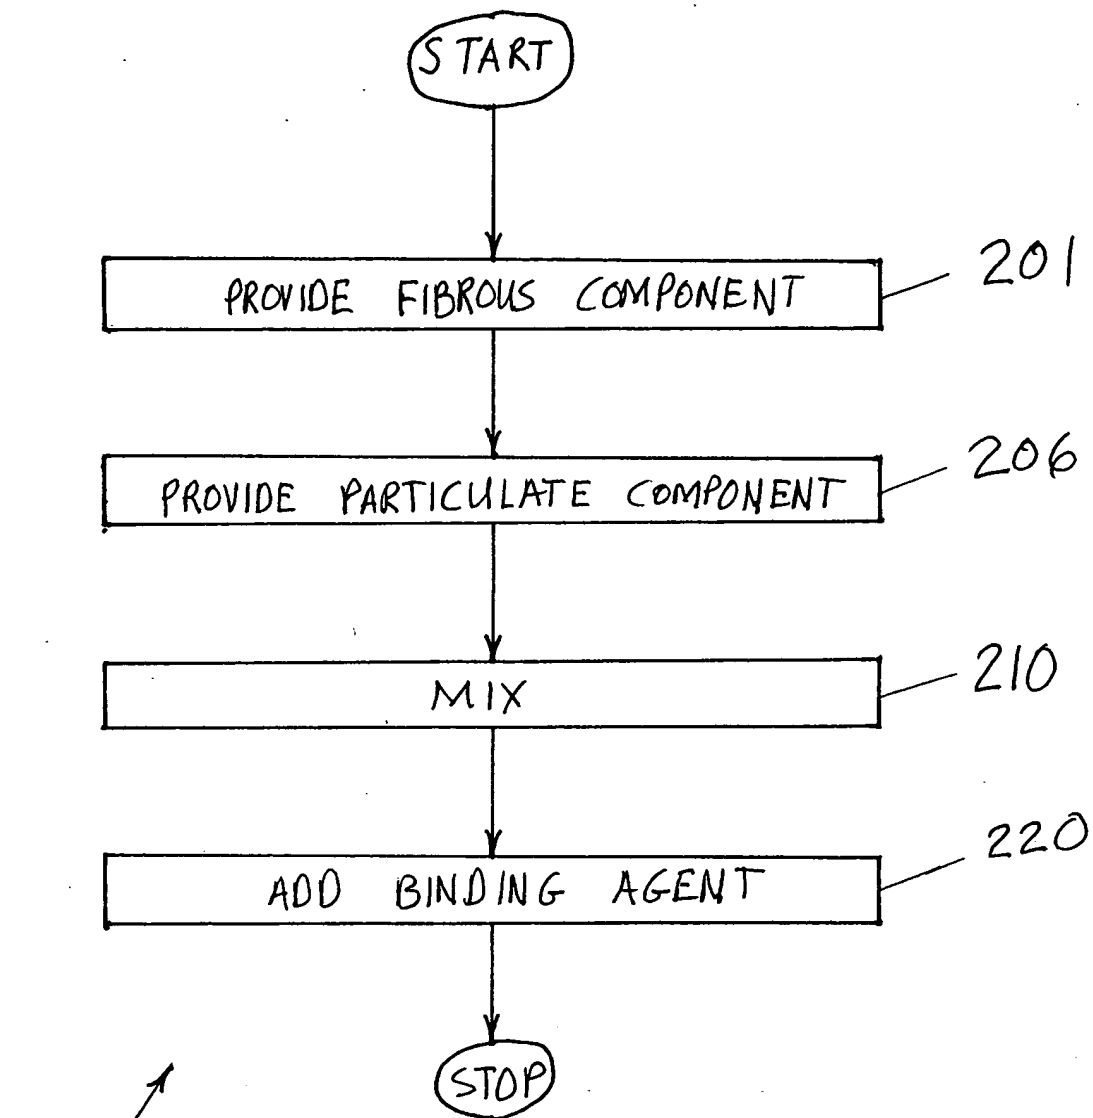 START
PROVIDE FIBROUS COMPONENT
201
PROVIDE PARTICULATE COMPONENT
206
MIX
210
ADD BINDING AGENT
220
STOP